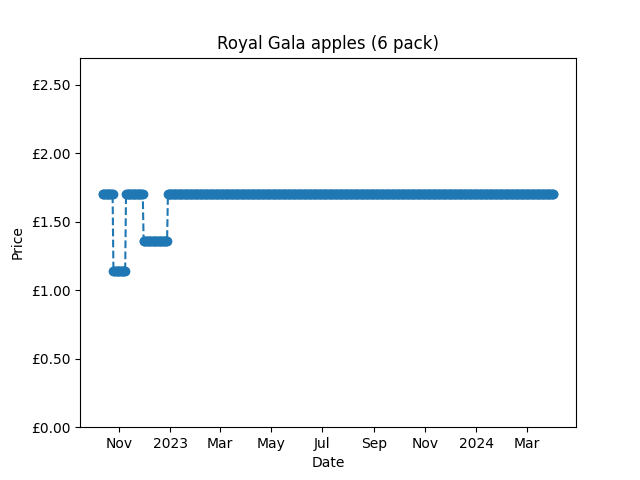 Royal Gala apples (6 pack)
£2.50
£2.00
£1.50
£1.00
£0.50
£0.00
Price
Nov 2023 Mar May Jul Sep Nov 2024 Mar
Date